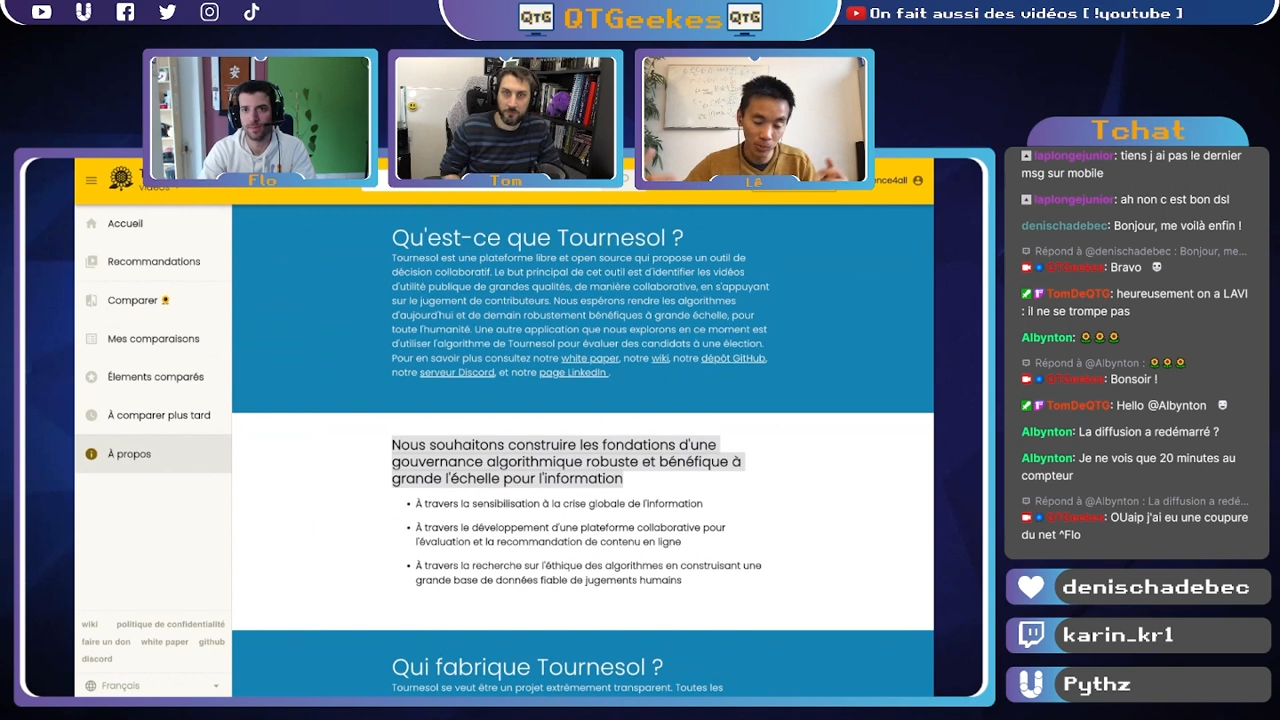 QTG
QTGeekes
QTG
On fait aussi des vidéos [ !youtube ]
Flo
Tom
Lê
Accueil
Recommandations
Comparer
Mes comparaisons
Élements comparés
À comparer plus tard
À propos
wiki politique de confidentialité
faire un don white paper github
discord
Français
Qu'est-ce que Tournesol ?
Tournesol est une plateforme libre et open source qui propose un outil de
décision collaboratif. Le but principal de cet outil est d'identifier les vidéos
d'utilité publique de grandes qualités, de manière collaborative, en s'appuyant
sur le jugement de contributeurs. Nous espérons rendre les algorithmes
d'aujourd'hui et de demain robustement bénéfiques à grande échelle, pour
toute l'humanité. Une autre application que nous explorons en ce moment est
d'utiliser l'algorithme de Tournesol pour évaluer des candidats à une élection.
Pour en savoir plus consultez notre white paper, notre wiki, notre dépôt GitHub,
notre serveur Discord, et notre page LinkedIn .
Nous souhaitons construire les fondations d'une
gouvernance algorithmique robuste et bénéfique à
grande l'échelle pour l'information
• À travers la sensibilisation à la crise globale de l'information
• À travers le développement d'une plateforme collaborative pour
l'évaluation et la recommandation de contenu en ligne
• À travers la recherche sur l'éthique des algorithmes en construisant une
grande base de données fiable de jugements humains
Qui fabrique Tournesol ?
Tournesol se veut être un projet extrêmement transparent. Toutes les
Tchat
laplongejunior: tiens j ai pas le dernier
msg sur mobile
laplongejunior: ah non c est bon dsl
denischadebec: Bonjour, me voilà enfin !
Répond à @denischadebec : Bonjour, me...
QTGeekes: Bravo
TomDeQTG: heureusement on a LAVI
: il ne se trompe pas
Albynton:
Répond à @Albynton :
QTGeekes: Bonsoir !
TomDeQTG: Hello @Albynton
Albynton: La diffusion a redémarré ?
Albynton: Je ne vois que 20 minutes au
compteur
Répond à @Albynton : La diffusion a redé...
QTGeekes: OUaip j'ai eu une coupure
du net ^Flo
denischadebec
karin_kr1
Pythz